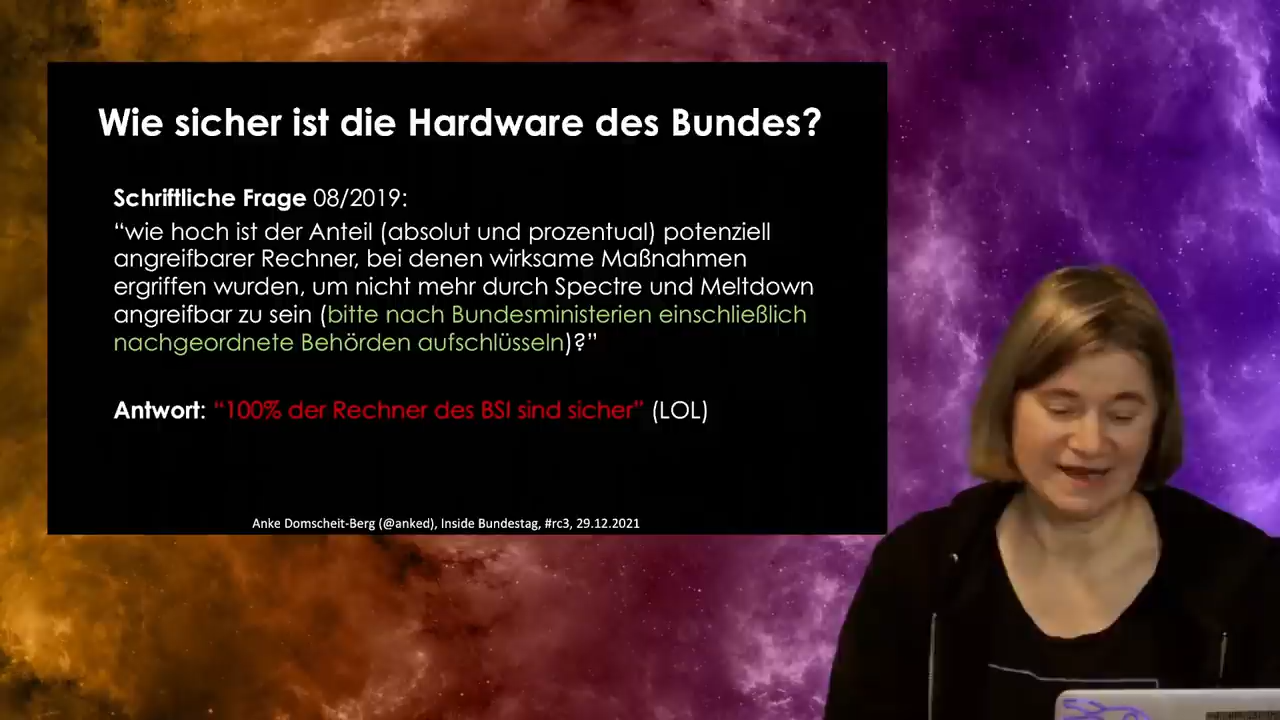 Wie sicher ist die Hardware des Bundes?
Schriftliche Frage 08/2019:
“wie hoch ist der Anteil (absolut und prozentual) potenziell
angreifbarer Rechner, bei denen wirksame Maßnahmen
ergriffen wurden, um nicht mehr durch Spectre und Meltdown
angreifbar zu sein (bitte nach Bundesministerien einschließlich
nachgeordnete Behörden aufschlüsseln)?”
Antwort: “100% der Rechner des BSI sind sicher” (LOL)
Anke Domscheit-Berg (@anked), Inside Bundestag, #rc3, 29.12.2021